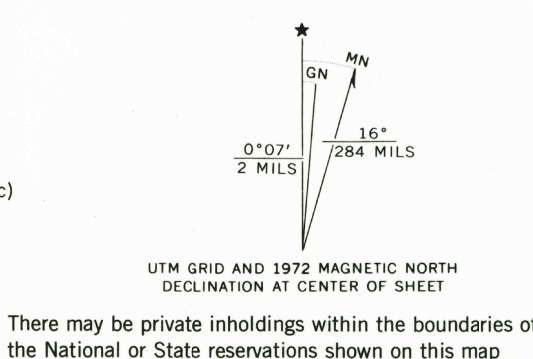 ★
MN
GN
0°07′
2 MILS
16°
284 MILS
c)
UTM GRID AND 1972 MAGNETIC NORTH
DECLINATION AT CENTER OF SHEET
There may be private inholdings within the boundaries of
the National or State reservations shown on this map